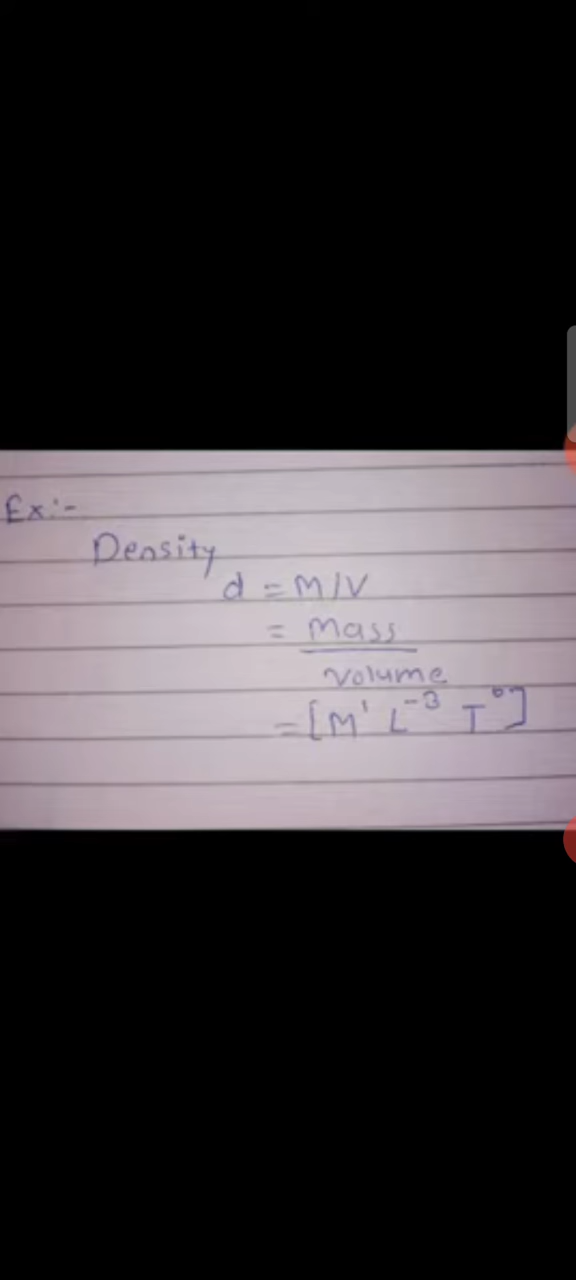 Ex:-
Density
d = M/V
= Mass
Volume
= [M¹ L⁻³ T⁰]